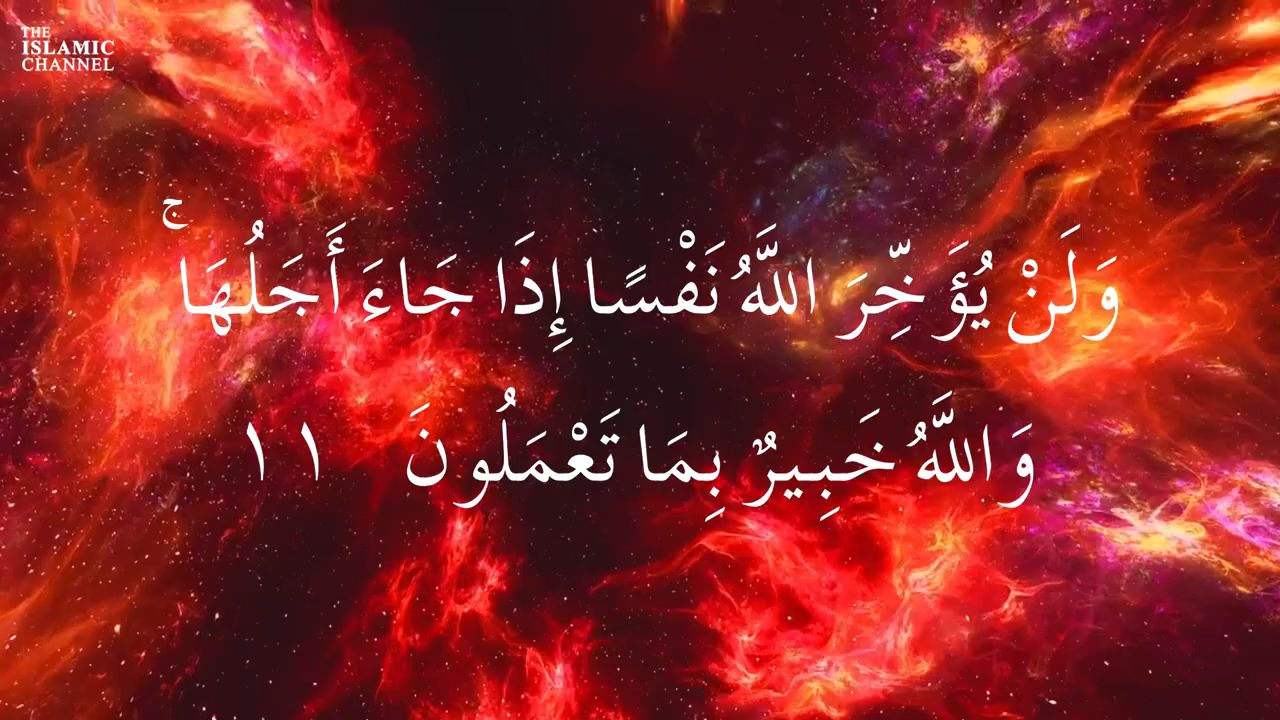 THE
ISLAMIC
CHANNEL
وَلَنْ يُؤَخِّرَ اللَّهُ نَفْسًا إِذَا جَاءَ أَجَلُهَا ۚ
وَاللَّهُ خَبِيرٌ بِمَا تَعْمَلُونَ ١١